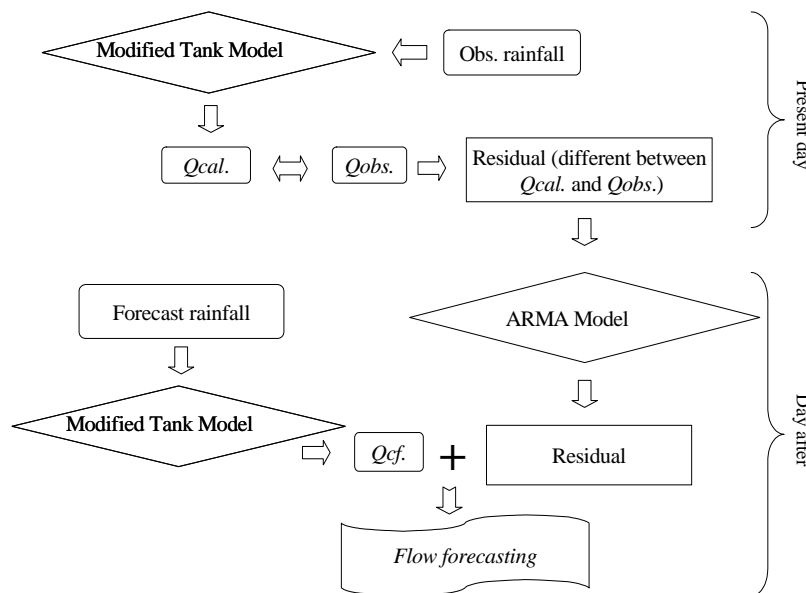 Modified Tank Model
Obs. rainfall
Present day
Qcal.
Qobs.
Residual (different between
Qcal. and Qobs.)
Forecast rainfall
ARMA Model
Modified Tank Model
Day after
Qcf.
+
Residual
Flow forecasting